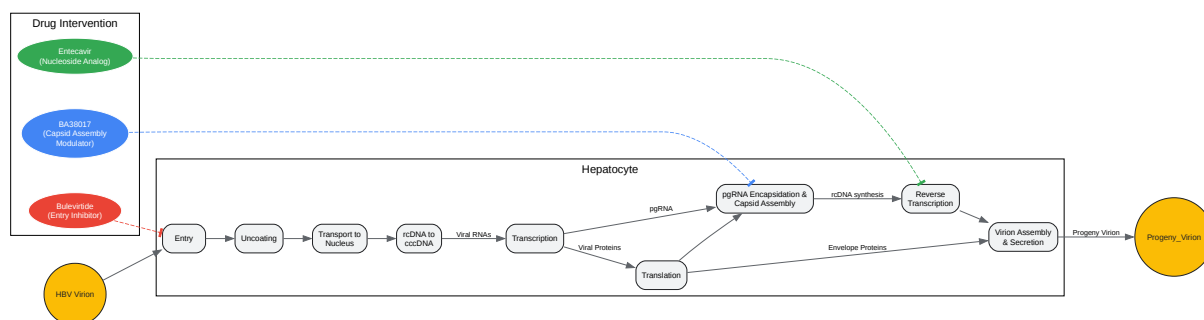 Drug Intervention
Entecavir
(Nucleoside Analog)
BA38017
(Capsid Assembly
Modulator)
Bulevirtide
(Entry Inhibitor)
HBV Virion
Hepatocyte
Entry
Uncoating
Transport to
Nucleus
rcDNA to
cccDNA
Viral RNAs
Transcription
pgRNA
Viral Proteins
Translation
pgRNA Encapsidation &
Capsid Assembly
rcDNA synthesis
Reverse
Transcription
Envelope Proteins
Virion Assembly
& Secretion
Progeny Virion
Progeny_Virion